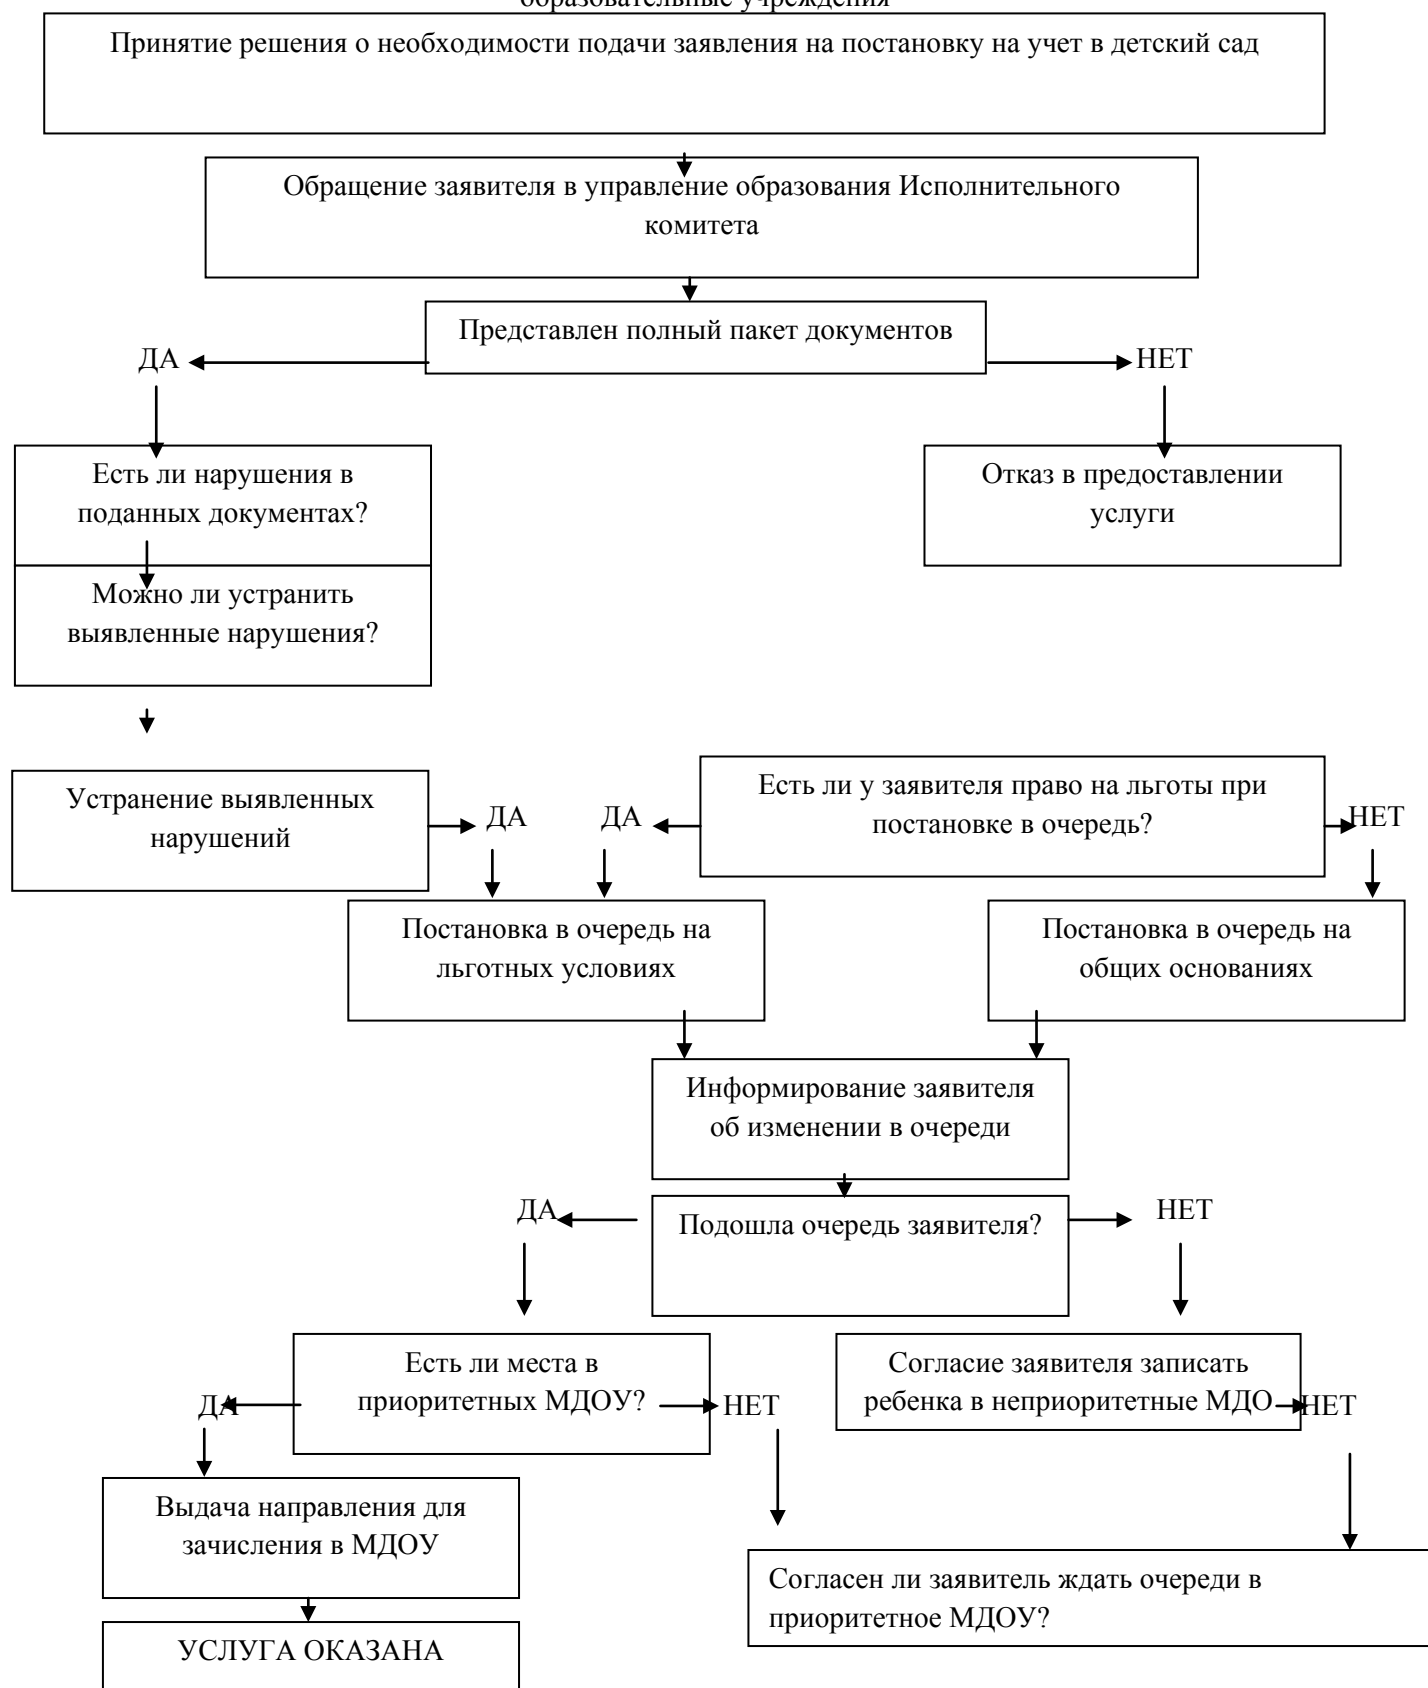 образовательные учреждения
Принятие решения о необходимости подачи заявления на постановку на учет в детский сад
Обращение заявителя в управление образования Исполнительного
комитета
Представлен полный пакет документов
ДА
НЕТ
Есть ли нарушения в
поданных документах?
Отказ в предоставлении
услуги
Можно ли устранить
выявленные нарушения?
Устранение выявленных
нарушений
ДА
ДА
Есть ли у заявителя право на льготы при
постановке в очередь?
НЕТ
Постановка в очередь на
льготных условиях
Постановка в очередь на
общих основаниях
Информирование заявителя
об изменении в очереди
ДА
Подошла очередь заявителя?
НЕТ
Есть ли места в
приоритетных МДОУ?
Согласие заявителя записать
ребенка в неприоритетные МДО
ДА
НЕТ
НЕТ
Выдача направления для
зачисления в МДОУ
Согласен ли заявитель ждать очереди в
приоритетное МДОУ?
УСЛУГА ОКАЗАНА